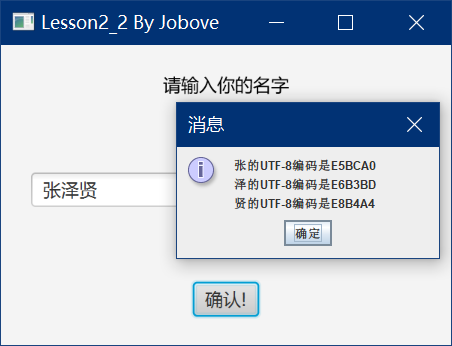 Lesson2_2 By Jobove
请输入你的名字
消息
张的UTF-8编码是E5BCA0
泽的UTF-8编码是E6B3BD
贤的UTF-8编码是E8B4A4
张泽贤
确定
确认!